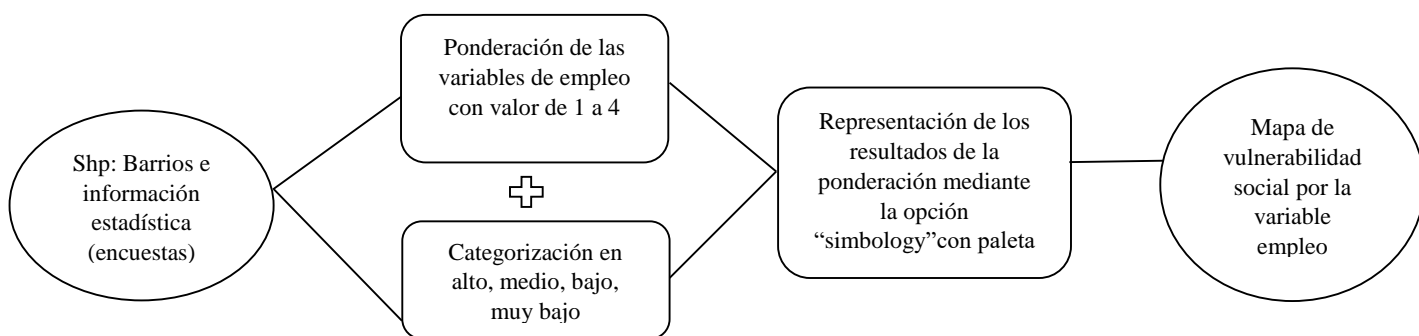 Shp: Barrios e
información
estadística
(encuestas)
Ponderación de las
variables de empleo
con valor de 1 a 4
Categorización en
alto, medio, bajo,
muy bajo
Representación de los
resultados de la
ponderación mediante
la opción
“simbology”con paleta
Mapa de
vulnerabilidad
social por la
variable
empleo